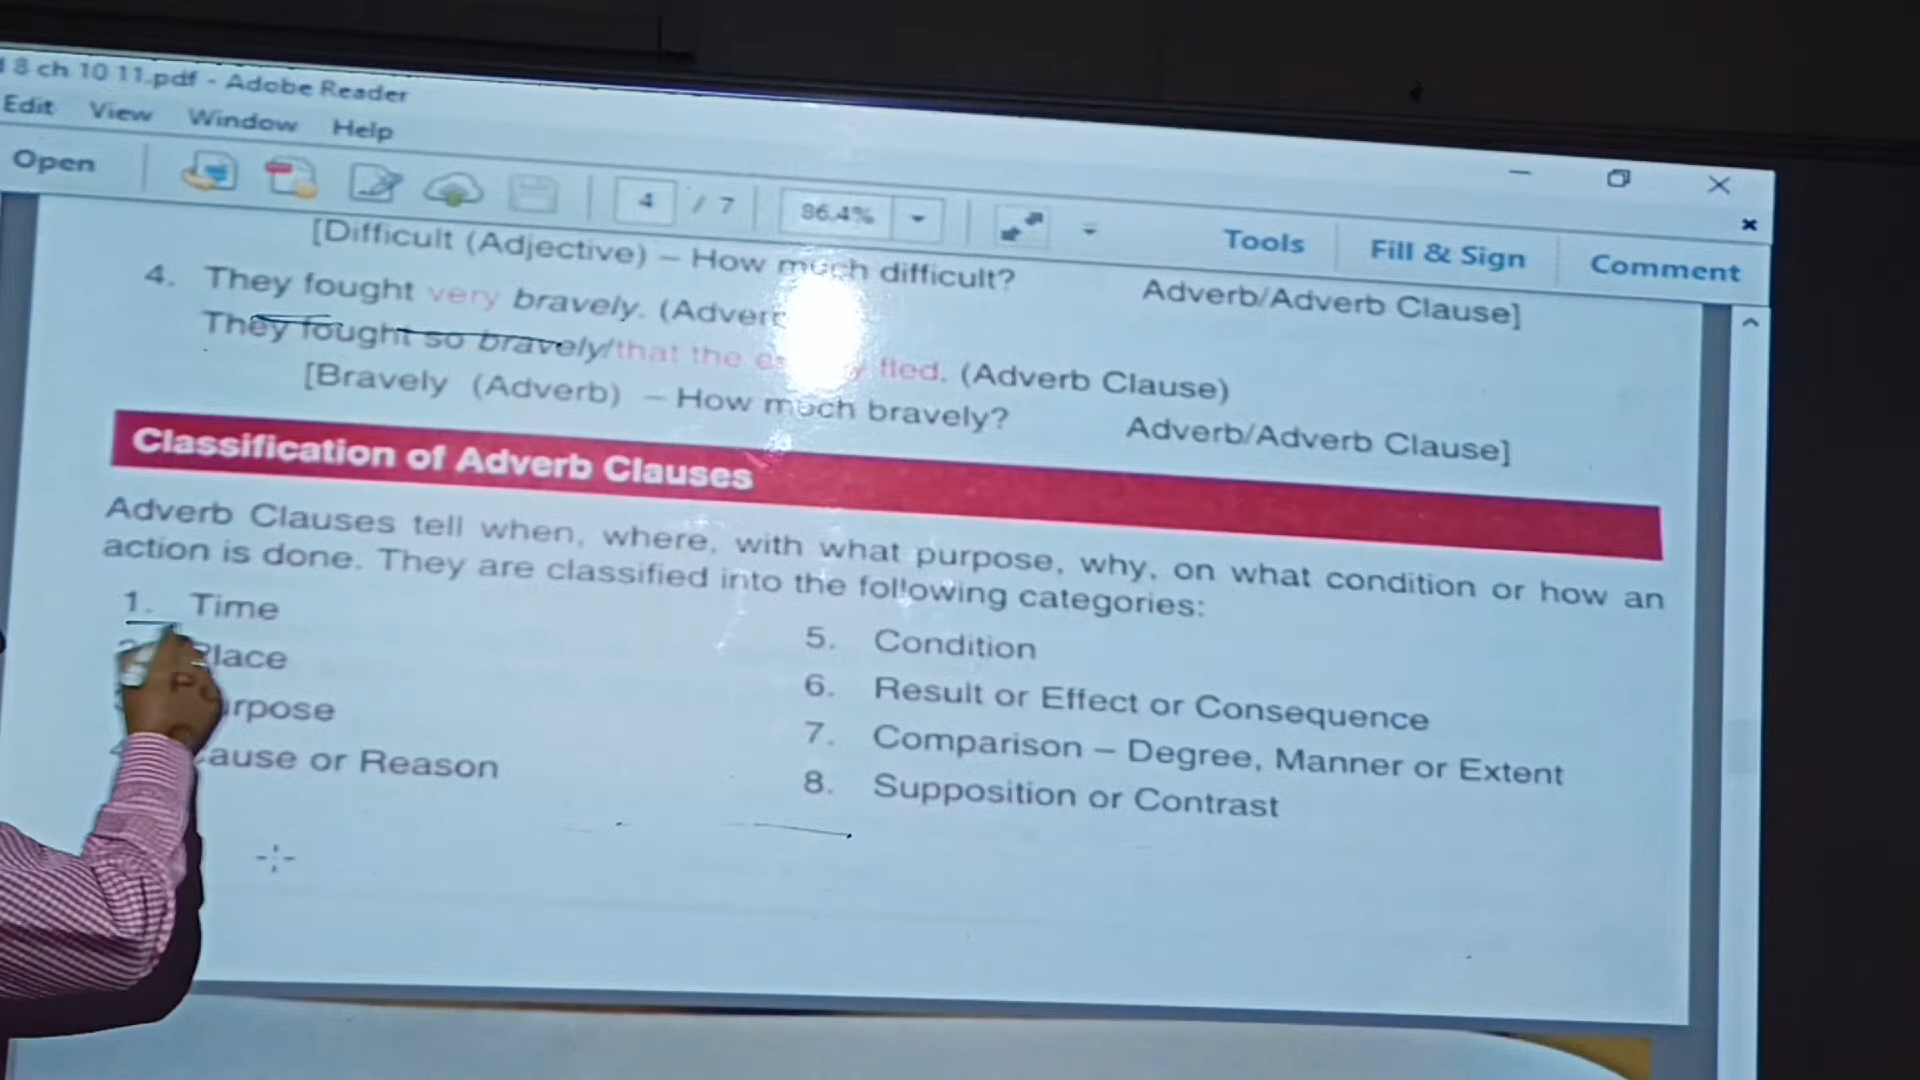 8 ch 10 11.pdf - Adobe Reader
Edit View Window Help
Open 4 / 7 86.4% Tools Fill & Sign Comment
[Difficult (Adjective) – How much difficult? Adverb/Adverb Clause]
4. They fought very bravely. (Adverb
They fought so bravely/that the fled. (Adverb Clause)
[Bravely (Adverb) – How much bravely? Adverb/Adverb Clause]
Classification of Adverb Clauses
Adverb Clauses tell when, where, with what purpose, why, on what condition or how an
action is done. They are classified into the following categories:
1. Time
Place
rpose
ause or Reason
5. Condition
6. Result or Effect or Consequence
7. Comparison – Degree, Manner or Extent
8. Supposition or Contrast